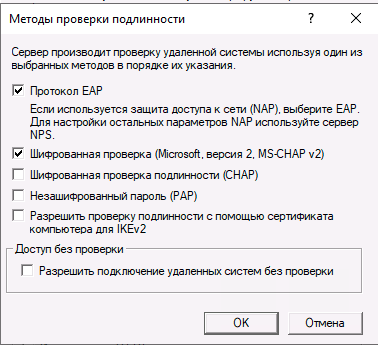 Методы проверки подлинности
Сервер производит проверку удаленной системы используя один из
выбранных методов в порядке их указания.
Протокол EAP
Если используется защита доступа к сети (NAP), выберите EAP.
Для настройки остальных параметров NAP используйте сервер
NPS.
Шифрованная проверка (Microsoft, версия 2, MS-CHAP v2)
Шифрованная проверка подлинности (CHAP)
Незашифрованный пароль (PAP)
Разрешить проверку подлинности с помощью сертификата
компьютера для IKEv2
Доступ без проверки
Разрешить подключение удаленных систем без проверки
OK
Отмена